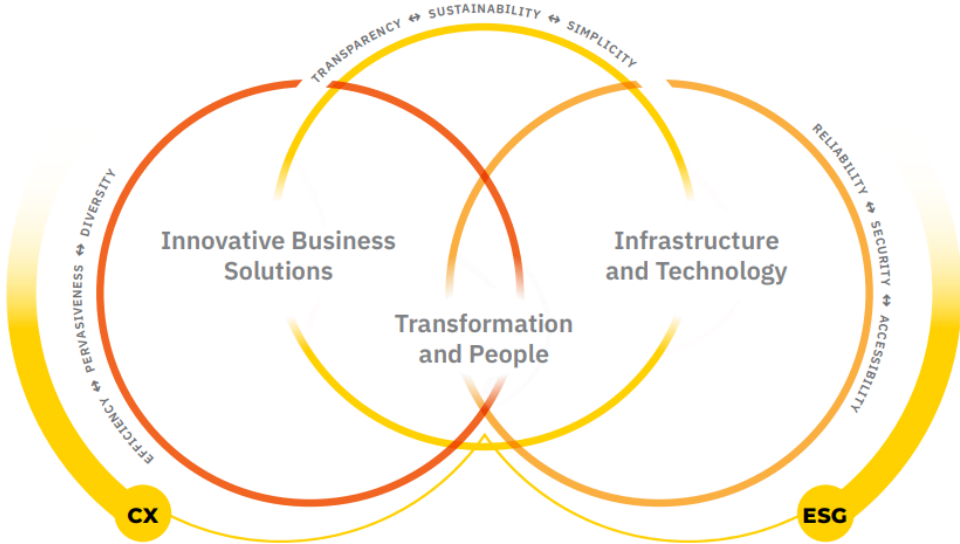 TRANSPARENCY ↔ SUSTAINABILITY ↔ SIMPLICITY
EFFICIENCY ↔ PERVASIVENESS ↔ DIVERSITY
RELIABILITY ↔ SECURITY ↔ ACCESSIBILITY
Innovative Business
Solutions
Infrastructure
and Technology
Transformation
and People
CX
ESG